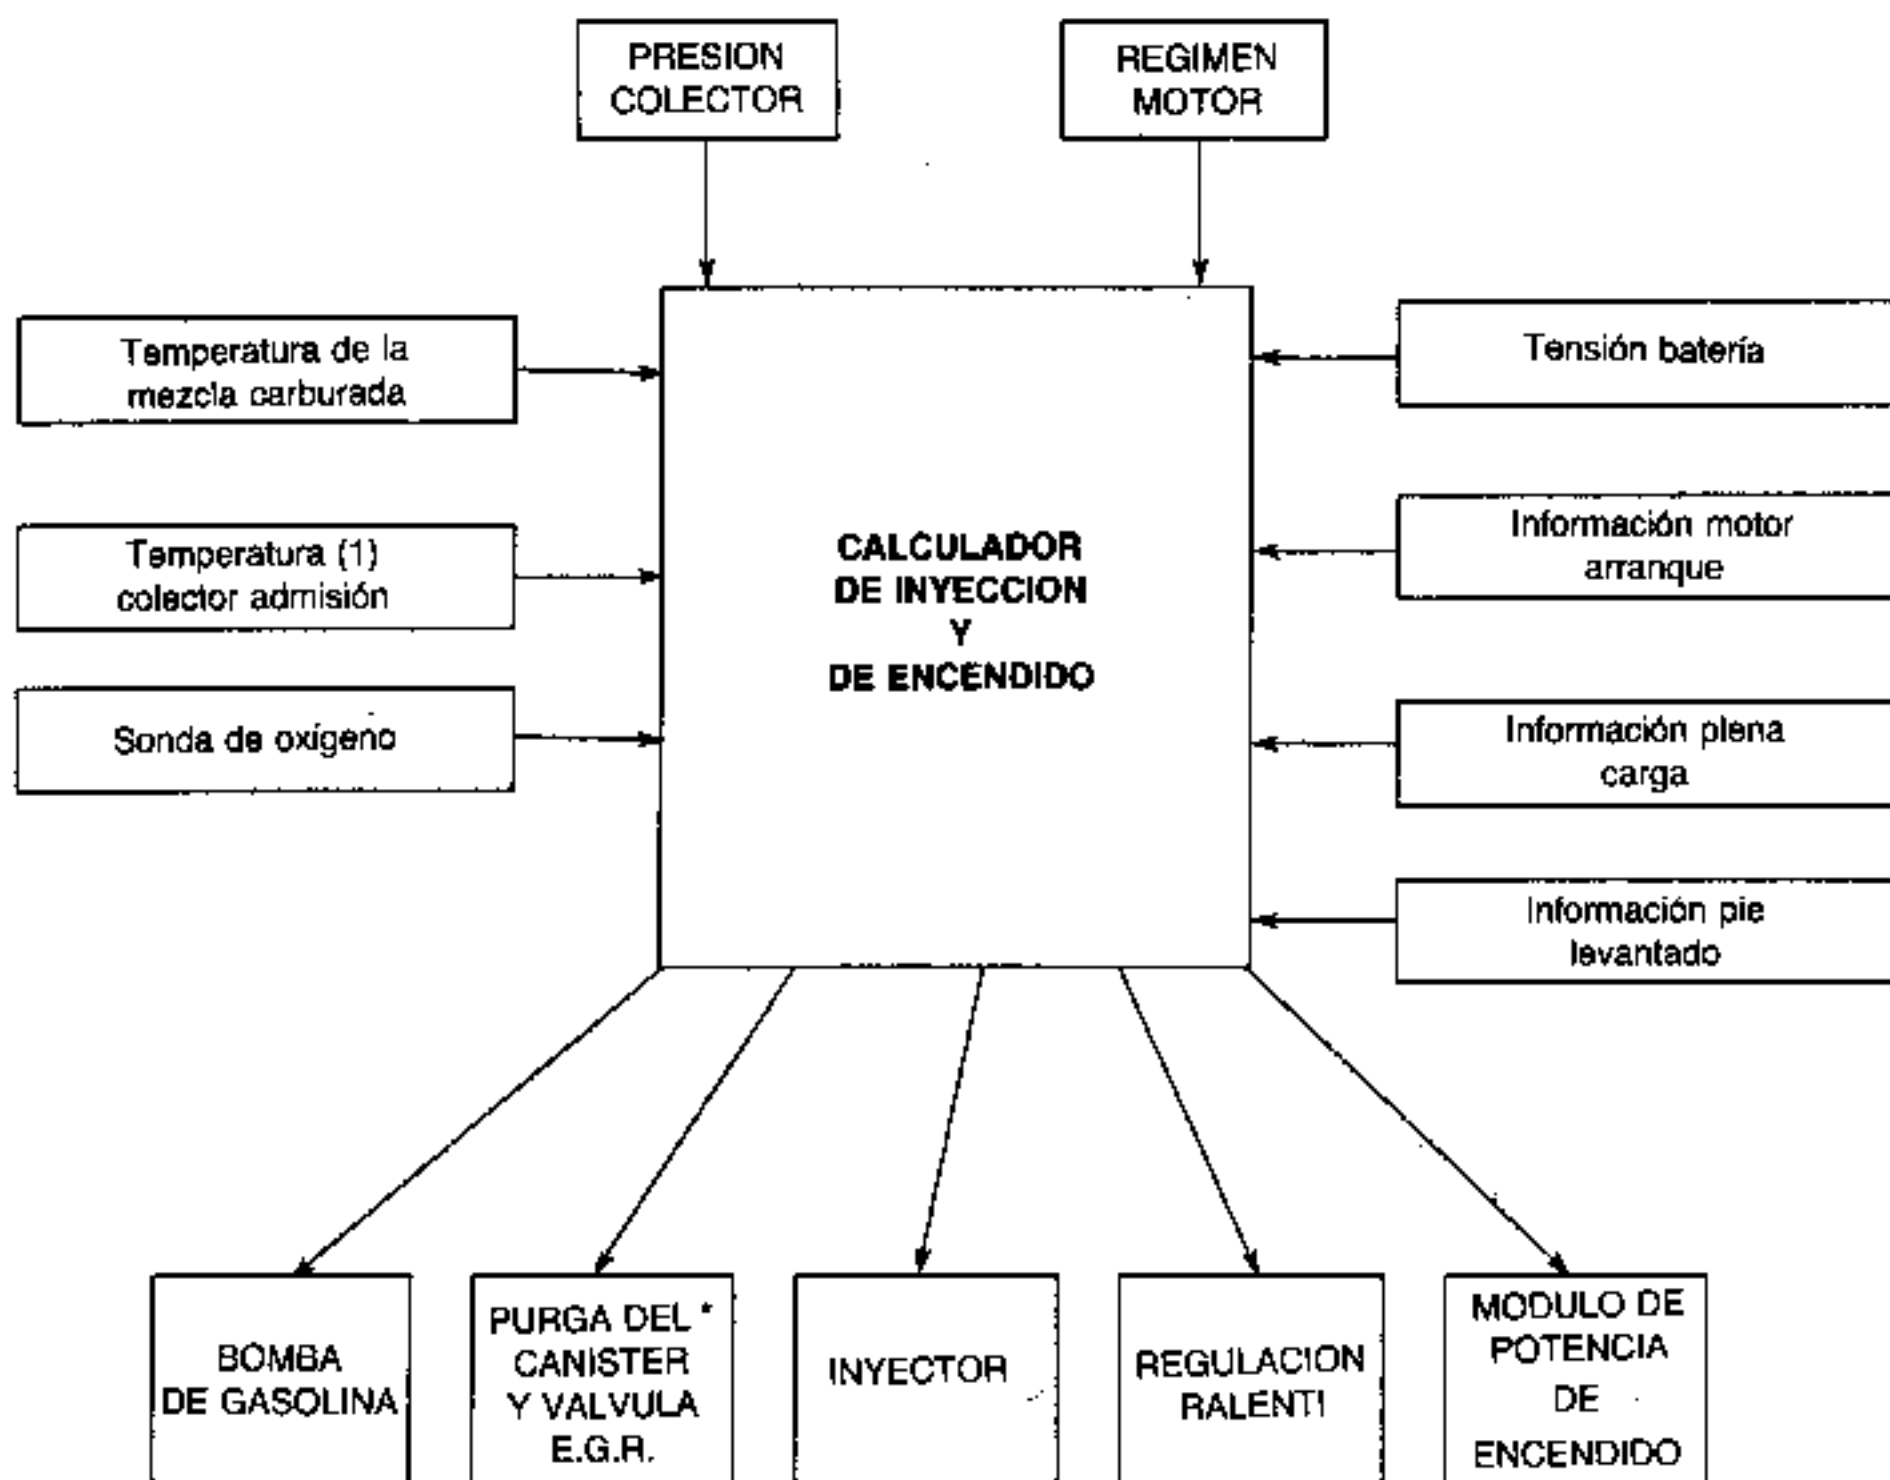 PRESION
COLECTOR
REGIMEN
MOTOR
Temperatura de la
mezcla carburada
Temperatura (1)
colector admisión
Sonda de oxígeno
CALCULADOR
DE INYECCION
Y
DE ENCENDIDO
Tensión batería
Información motor
arranque
Información plena
carga
Información pie
levantado
BOMBA
DE GASOLINA
PURGA DEL *
CANISTER
Y VALVULA
E.G.R.
INYECTOR
REGULACION
RALENTI
MODULO DE
POTENCIA
DE
ENCENDIDO